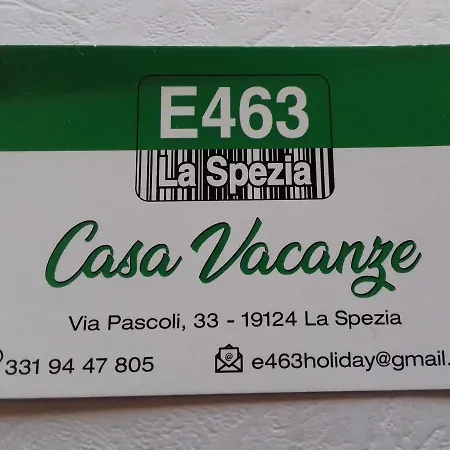 E463
La Spezia
Casa Vacanze
Via Pascoli, 33 - 19124 La Spezia
331 94 47 805 e463holiday@gmail.